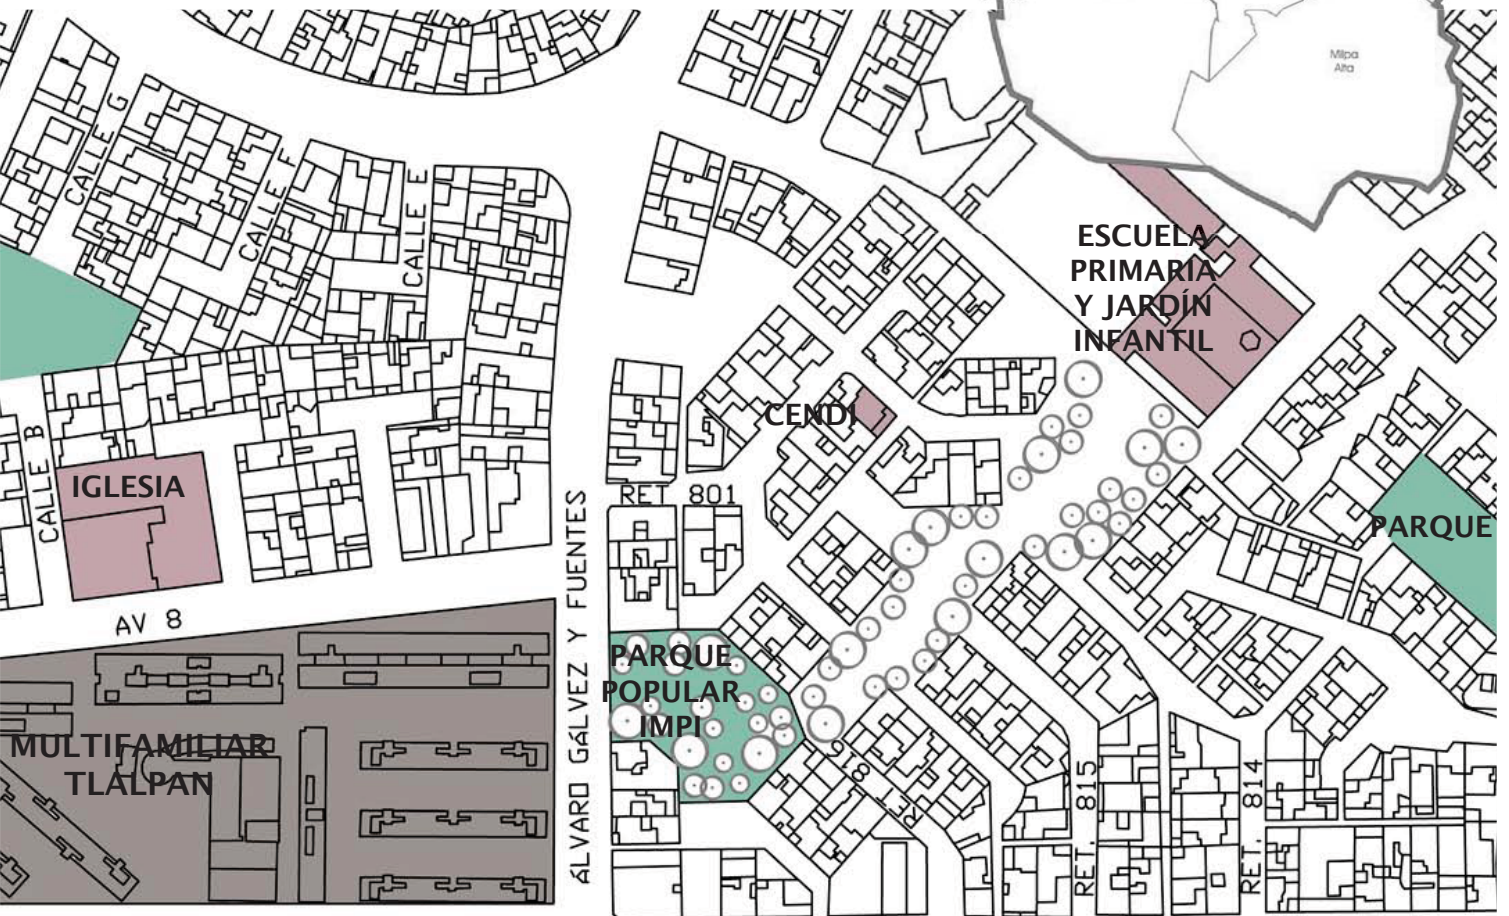 Milpa
Alta
CALLE G
CALLE F
CALLE E
ESCUELA
PRIMARIA
Y JARDÍN
INFANTIL
CENDI
CALLE B
IGLESIA
RET 801
PARQUE
AV 8
ÁLVARO GÁLVEZ Y FUENTES
PARQUE
POPULAR
IMPI
MULTIFAMILIAR
TLALPAN
RET 816
RET. 815
RET. 814